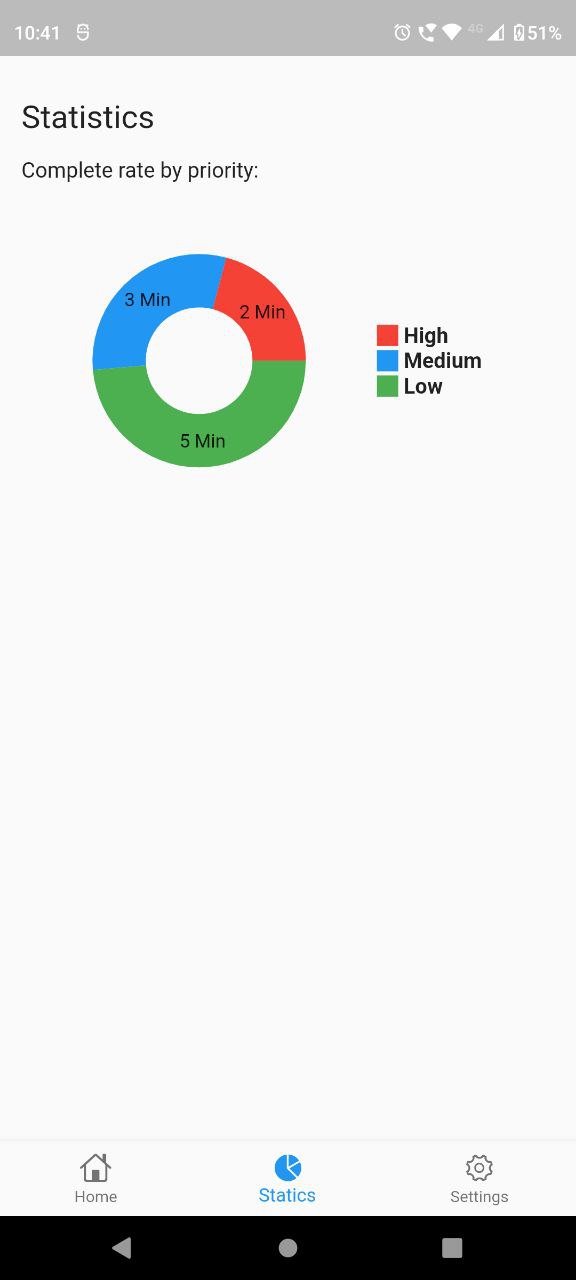 10:41
4G
51%
Statistics
Complete rate by priority:
3 Min
2 Min
5 Min
High
Medium
Low
Home
Statics
Settings